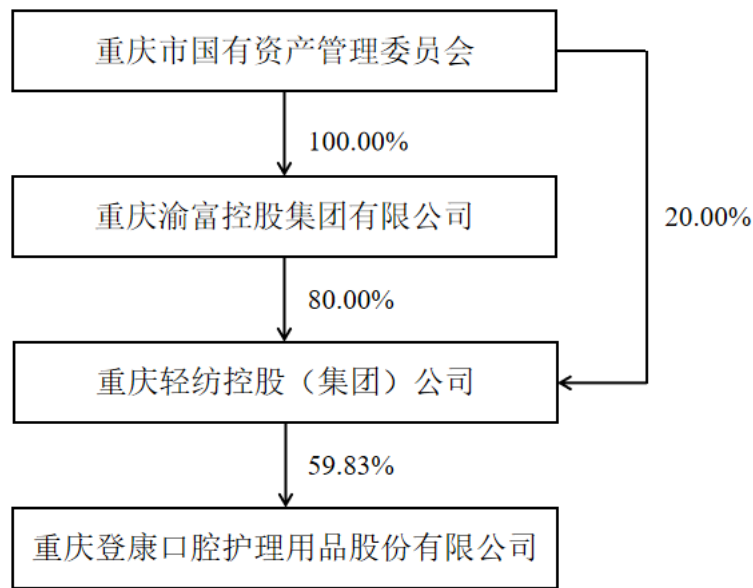 重庆市国有资产管理委员会
100.00%
重庆渝富控股集团有限公司
20.00%
80.00%
重庆轻纺控股（集团）公司
59.83%
重庆登康口腔护理用品股份有限公司